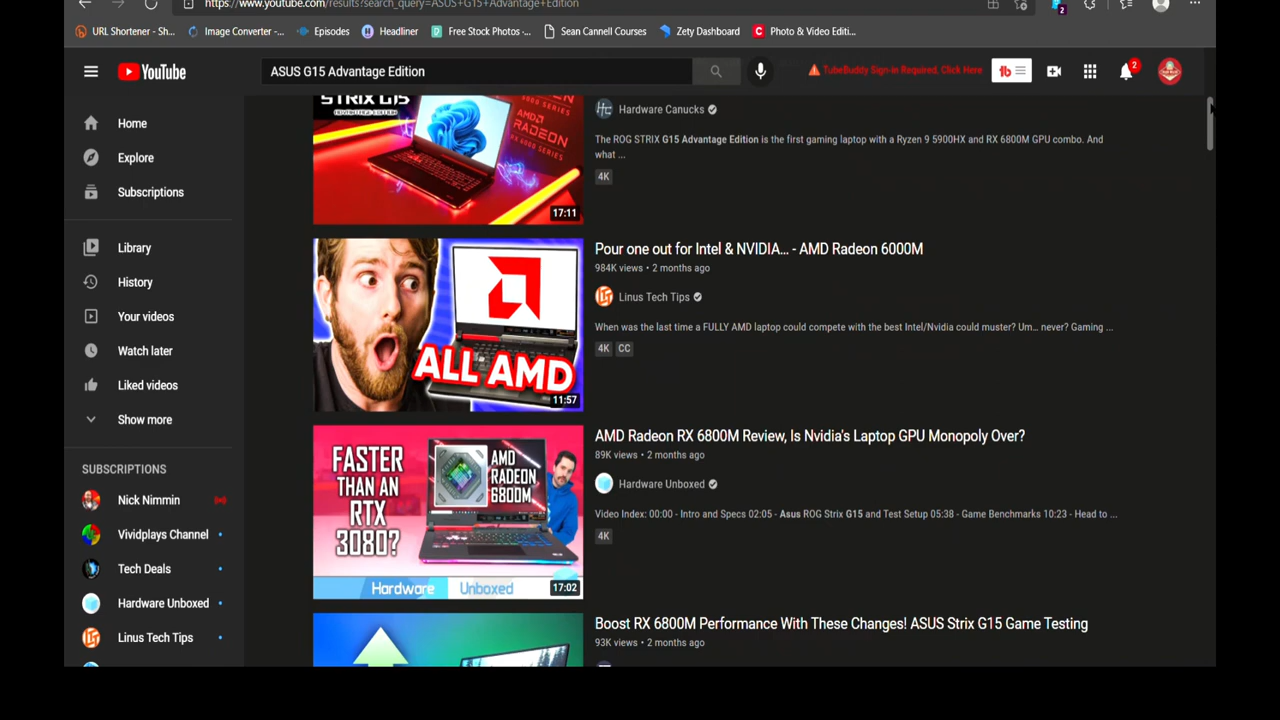 https://www.youtube.com/results?search_query=ASUS+G15+Advantage+Edition
2
URL Shortener - Sh...
Image Converter -...
Episodes
Headliner
Free Stock Photos -...
Sean Cannell Courses
Zety Dashboard
Photo & Video Editi...
YouTube
ASUS G15 Advantage Edition
TubeBuddy Sign-in Required, Click Here
tb
2
Home
Explore
Subscriptions
Library
History
Your videos
Watch later
Liked videos
Show more
SUBSCRIPTIONS
Nick Nimmin
Vividplays Channel
Tech Deals
Hardware Unboxed
Linus Tech Tips
STRIX G15
ADVANTAGE EDITION
AMD
RADEON
RX 6000 SERIES
17:11
Hardware Canucks
The ROG STRIX G15 Advantage Edition is the first gaming laptop with a Ryzen 9 5900HX and RX 6800M GPU combo. And
what ...
4K
ALL AMD
11:57
Pour one out for Intel & NVIDIA... - AMD Radeon 6000M
984K views • 2 months ago
Linus Tech Tips
When was the last time a FULLY AMD laptop could compete with the best Intel/Nvidia could muster? Um... never? Gaming ...
4K CC
FASTER
THAN AN
RTX
3080?
AMD
RADEON
6800M
Hardware Unboxed
17:02
AMD Radeon RX 6800M Review, Is Nvidia's Laptop GPU Monopoly Over?
89K views • 2 months ago
Hardware Unboxed
Video Index: 00:00 - Intro and Specs 02:05 - Asus ROG Strix G15 and Test Setup 05:38 - Game Benchmarks 10:23 - Head to ...
4K
Boost RX 6800M Performance With These Changes! ASUS Strix G15 Game Testing
93K views • 2 months ago